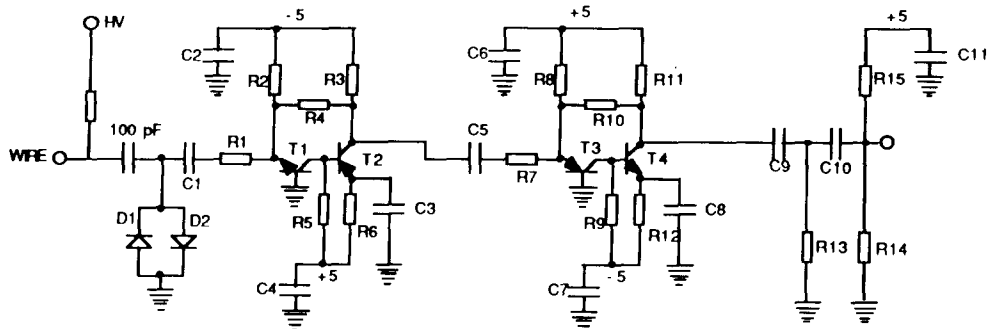 HV
- 5
+5
+5
C2
C6
C11
R2
R3
R8
R11
R15
R4
R10
100 pF
WIRE
R1
T1
T2
C5
R7
T3
T4
C1
C9
C10
D1
D2
R5
R6
C3
R9
R12
C8
R13
R14
C4
+5
C7
- 5